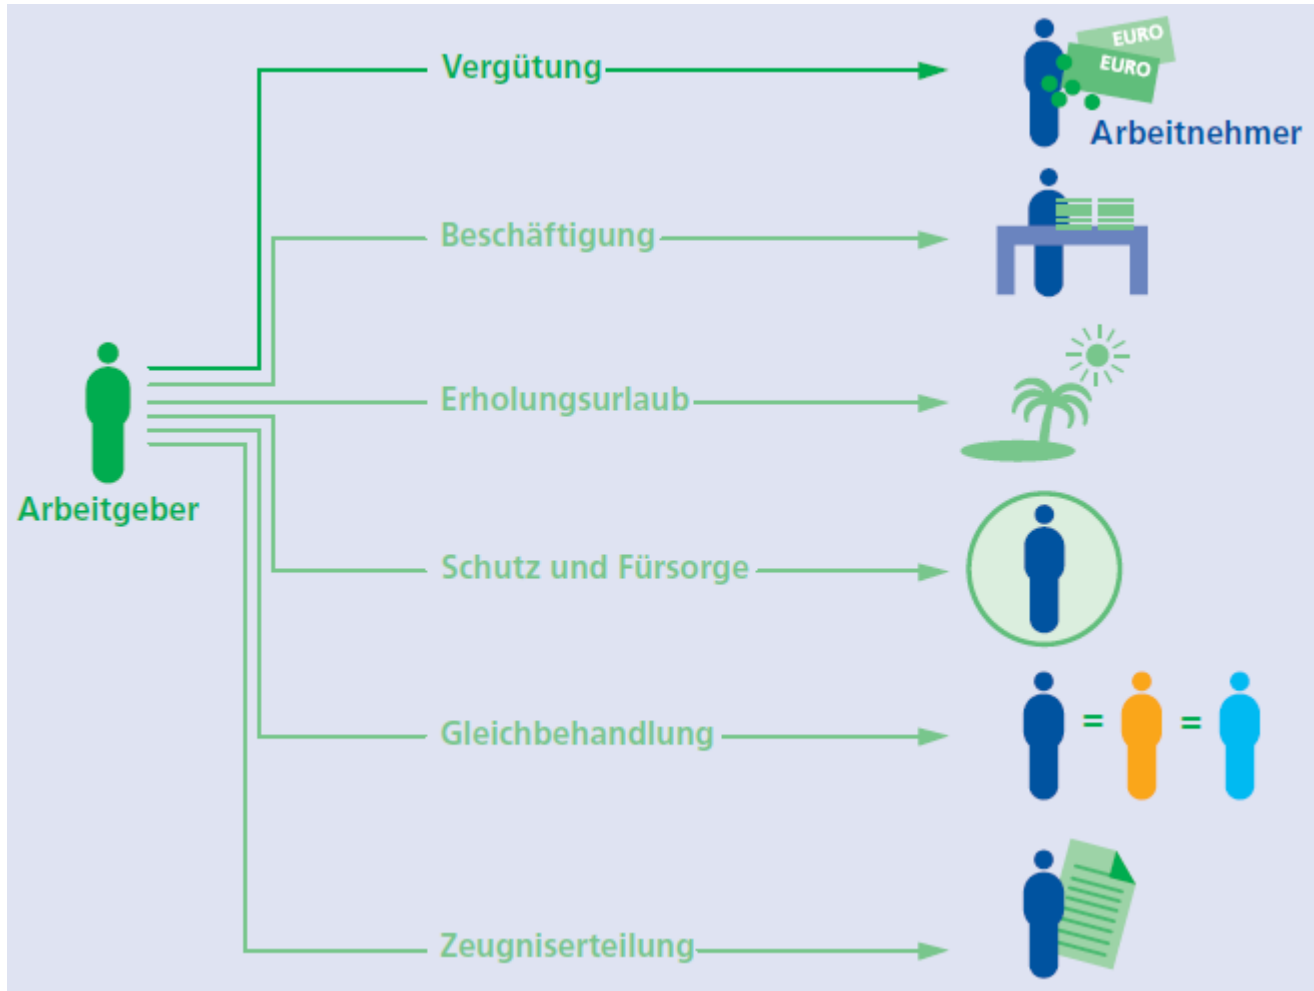 Vergütung
EURO
EURO
Arbeitnehmer
Beschäftigung
Erholungsurlaub
Arbeitgeber
Schutz und Fürsorge
Gleichbehandlung
=
=
Zeugniserteilung